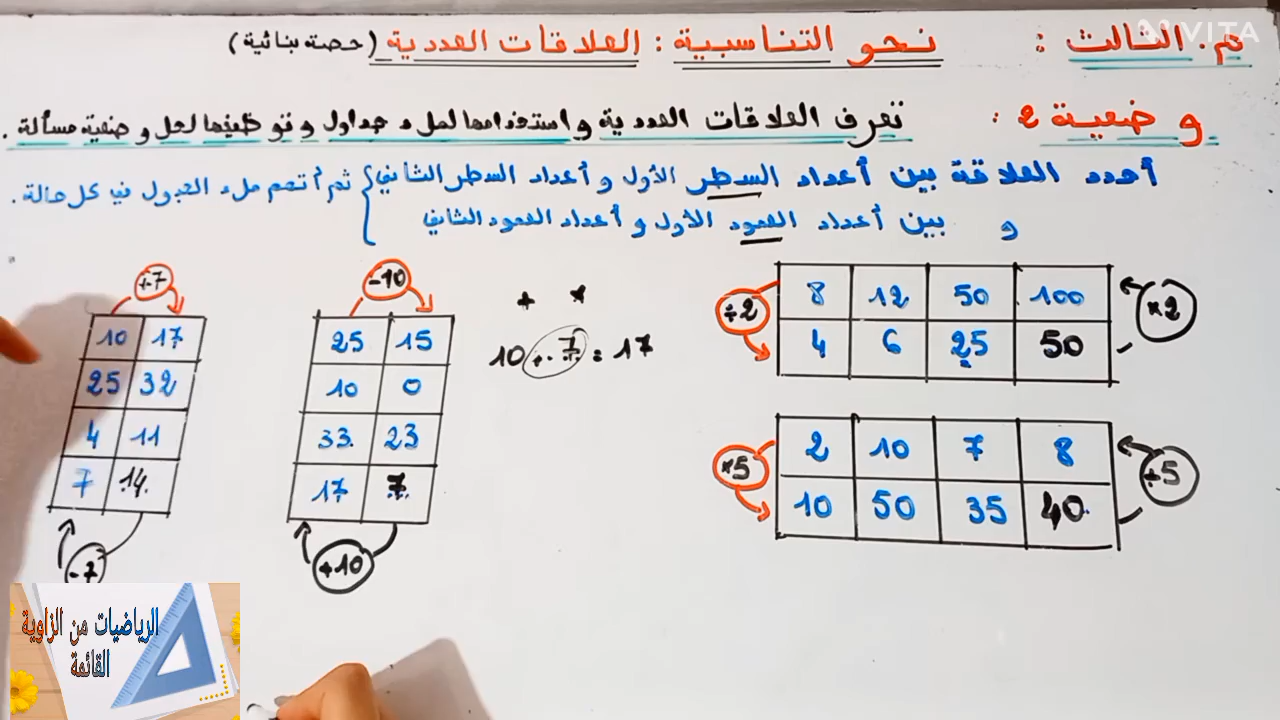 VITA
م. الثالث : نحو التناسبية : العلاقات العددية (حصة بنائية)
وضعية 2 : تعرف العلاقات العددية واستخدامها لملء جداول وتوظيفها لحل وضعية مسألة.
أحدد العلاقة بين أعداد السطر الأول وأعداد السطر الثاني } ثم أتمم ملء الجدول في كل حالة.
و بين أعداد العمود الأول وأعداد العمود الثاني
÷2
8 12 50 100
4 6 25 50
×2
×5
2 10 7 8
10 50 35 40
÷5
+ ×
10 + 7 = 17
-10
25 15
10 0
33 23
17 7
+10
+7
10 17
25 32
4 11
7 14
-7
الرياضيات من الزاوية
القائمة